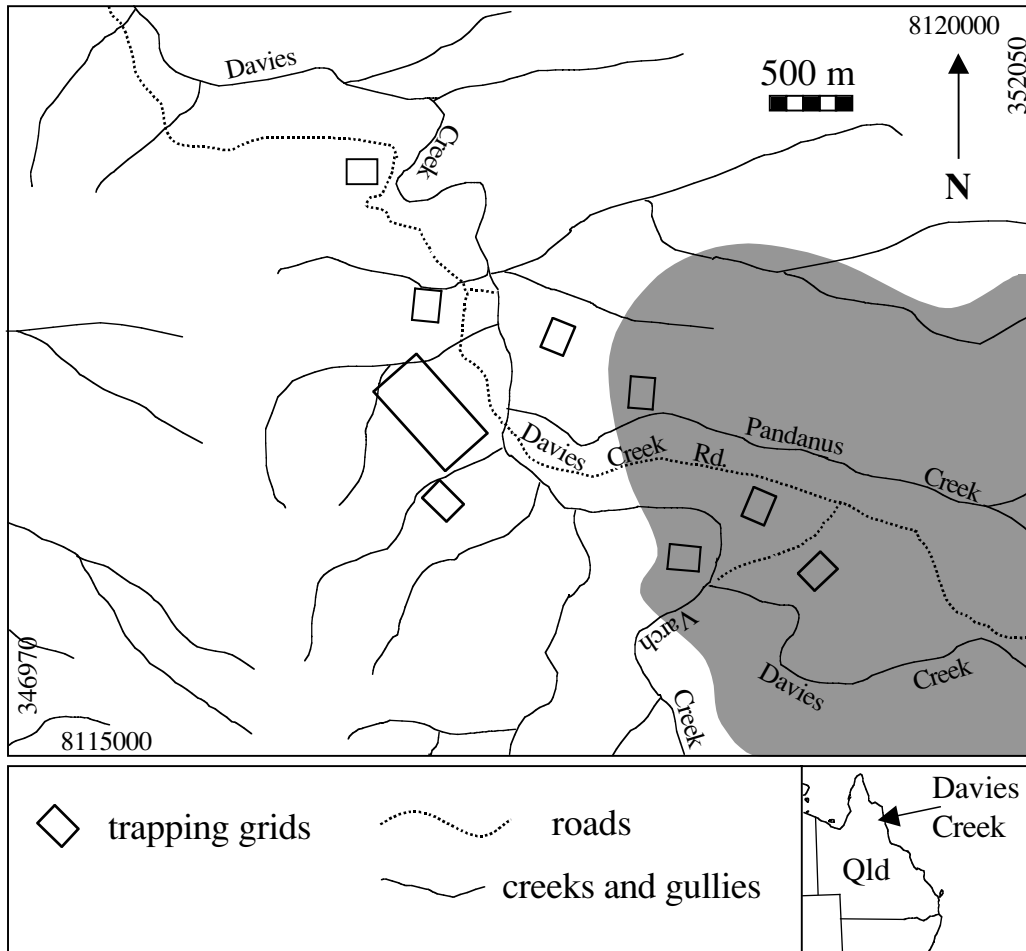 8120000
352050
Davies
500 m
Creek
N
Pandanus
Davies
Creek
Rd.
Creek
Varch
346970
Davies
Creek
Creek
8115000
trapping grids
roads
creeks and gullies
Davies
Creek
Qld